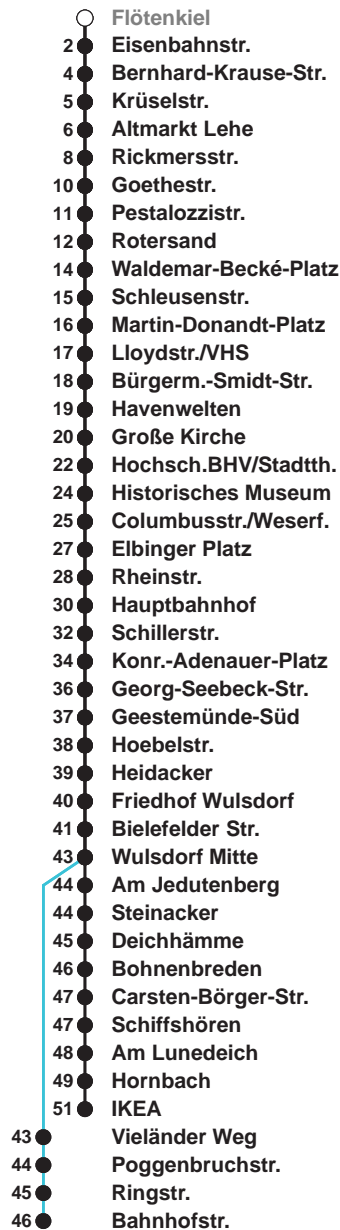 Flötenkiel
2 Eisenbahnstr.
4 Bernhard-Krause-Str.
5 Krüselstr.
6 Altmarkt Lehe
8 Rickmersstr.
10 Goethestr.
11 Pestalozzistr.
12 Rotersand
14 Waldemar-Becké-Platz
15 Schleusenstr.
16 Martin-Donandt-Platz
17 Lloydstr./VHS
18 Bürgerm.-Smidt-Str.
19 Havenwelten
20 Große Kirche
22 Hochsch.BHV/Stadtth.
24 Historisches Museum
25 Columbusstr./Weserf.
27 Elbinger Platz
28 Rheinstr.
30 Hauptbahnhof
32 Schillerstr.
34 Konr.-Adenauer-Platz
36 Georg-Seebeck-Str.
37 Geestemünde-Süd
38 Hoebelstr.
39 Heidacker
40 Friedhof Wulsdorf
41 Bielefelder Str.
43 Wulsdorf Mitte
44 Am Jedutenberg
44 Steinacker
45 Deichhämme
46 Bohnenbreden
47 Carsten-Börger-Str.
47 Schiffshören
48 Am Lunedeich
49 Hornbach
51 IKEA
43 Vieländer Weg
44 Poggenbruchstr.
45 Ringstr.
46 Bahnhofstr.